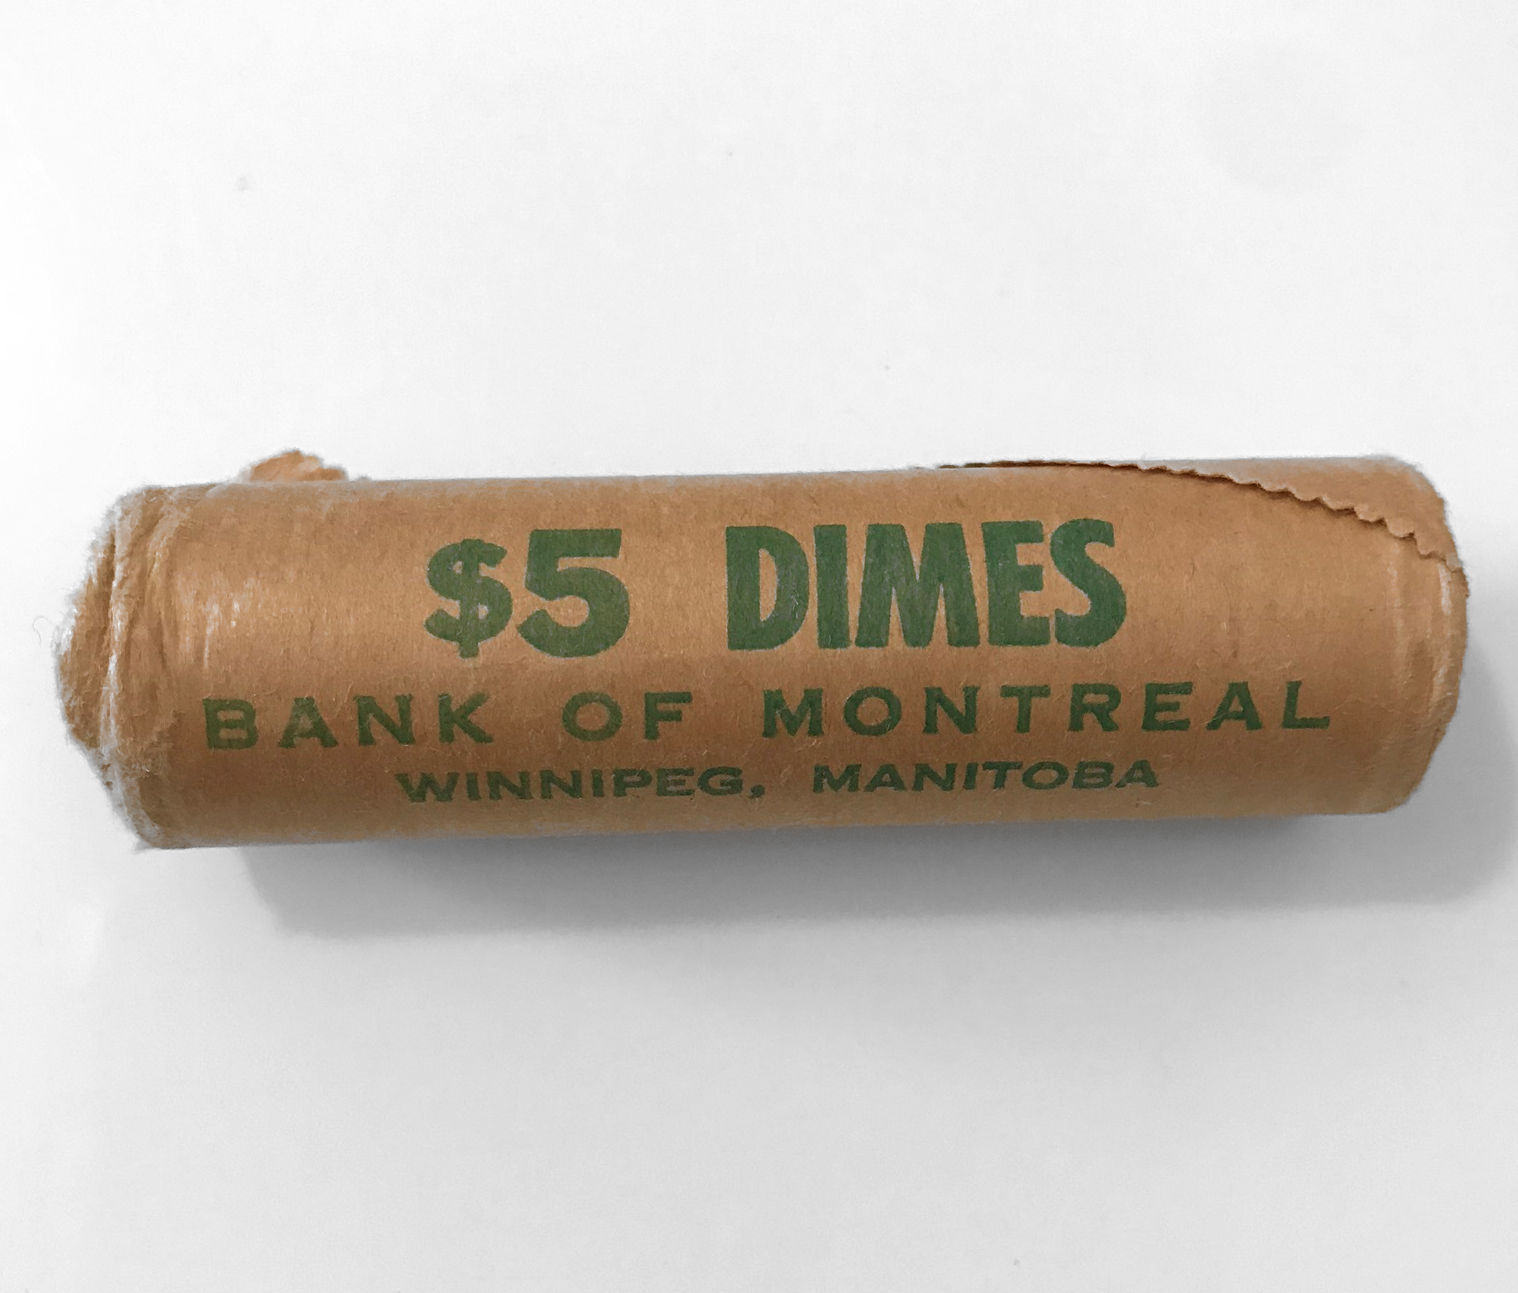 $5 DIMES
BANK OF MONTREAL
WINNIPEG, MANITOBA